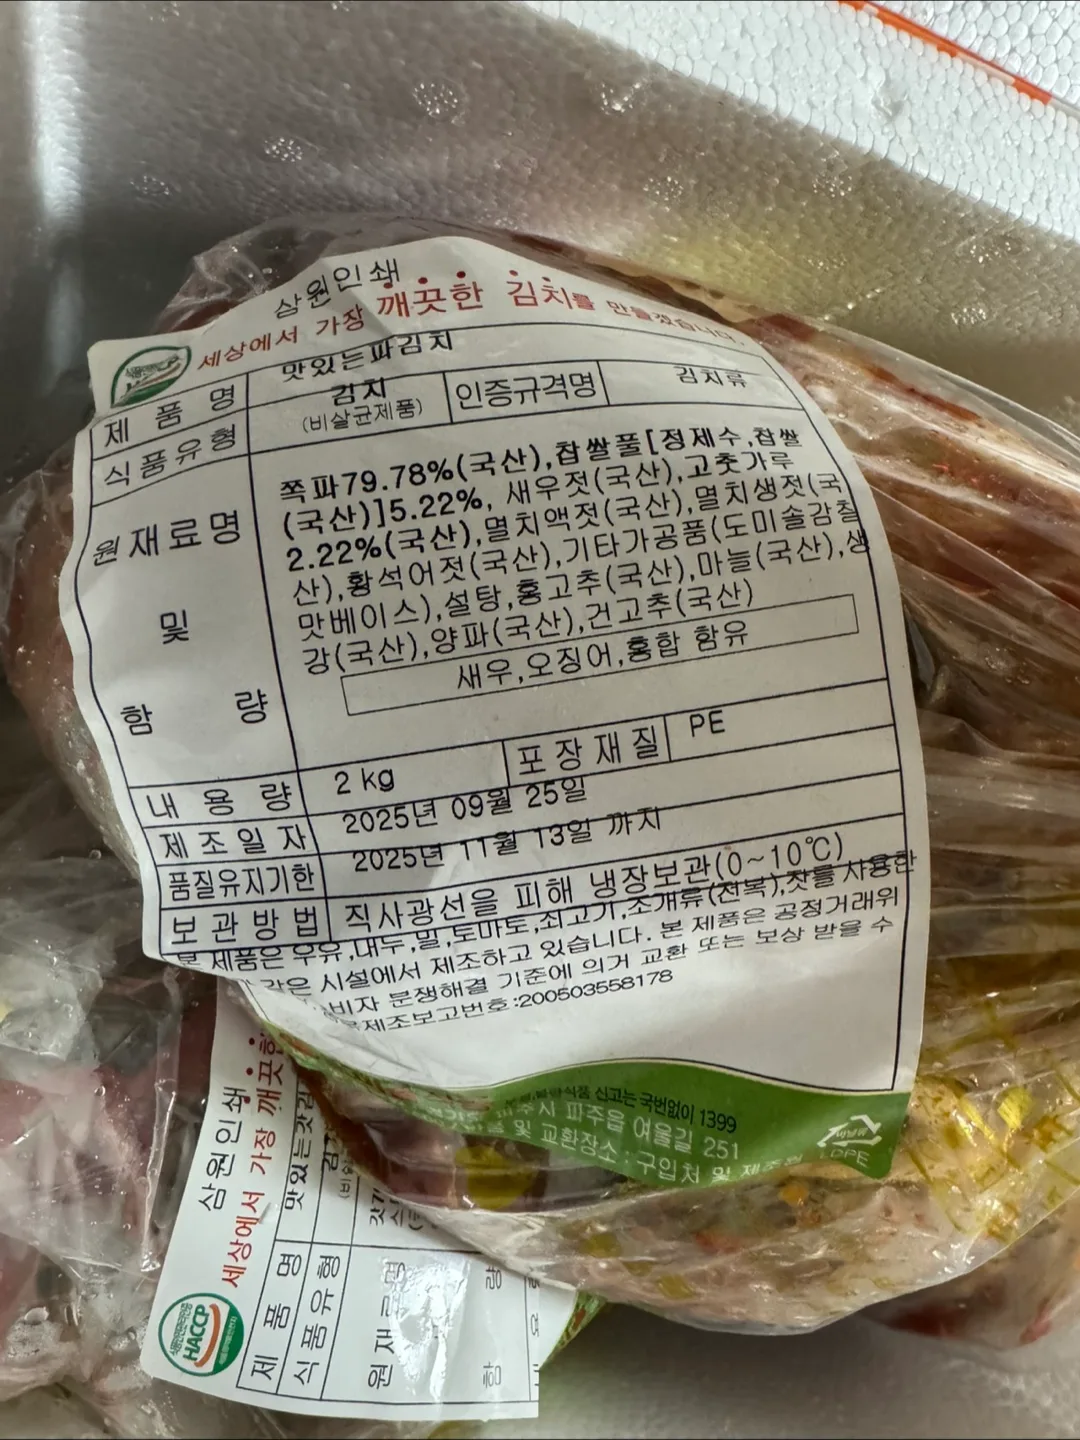 삼원인쇄
세상에서 가장 깨끗한 김치를 만들겠습니다.
제품명 맛있는파김치
식품유형 김치 (비살균제품) 인증규격명 김치류
원재료명 및 함량
쪽파79.78%(국산),찹쌀풀[정제수,찹쌀
(국산)]5.22%, 새우젓(국산),고춧가루
2.22%(국산),멸치액젓(국산),멸치생젓(국
산),황석어젓(국산),기타가공품(도미솔감칠
맛베이스),설탕,홍고추(국산),마늘(국산),생
강(국산),양파(국산),건고추(국산)
새우,오징어,홍합 함유
내용량 2 kg 포장재질 PE
제조일자 2025년 09월 25일
품질유지기한 2025년 11월 13일 까지
보관방법 직사광선을 피해 냉장보관(0~10℃)
본 제품은 우유,대두,밀,토마토,쇠고기,조개류(전복),잣을 사용한
같은 시설에서 제조하고 있습니다. 본 제품은 공정거래위
비자 분쟁해결 기준에 의거 교환 또는 보상 받을 수
제조보고번호:200503558178
신고는 국번없이 1399
파주시 파주읍 여울길 251
및 교환장소 : 구입처 및
비닐류
LDPE
삼원인쇄
세상에서 가장 깨끗한
HACCP
제품명 맛있는갓김
식품유형
원재료명
함량